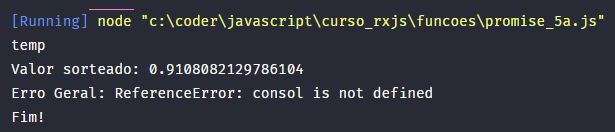 [Running] node "c:\coder\javascript\curso_rxjs\funcoes\promise_5a.js"
temp
Valor sorteado: 0.9108082129786104
Erro Geral: ReferenceError: consol is not defined
Fim!